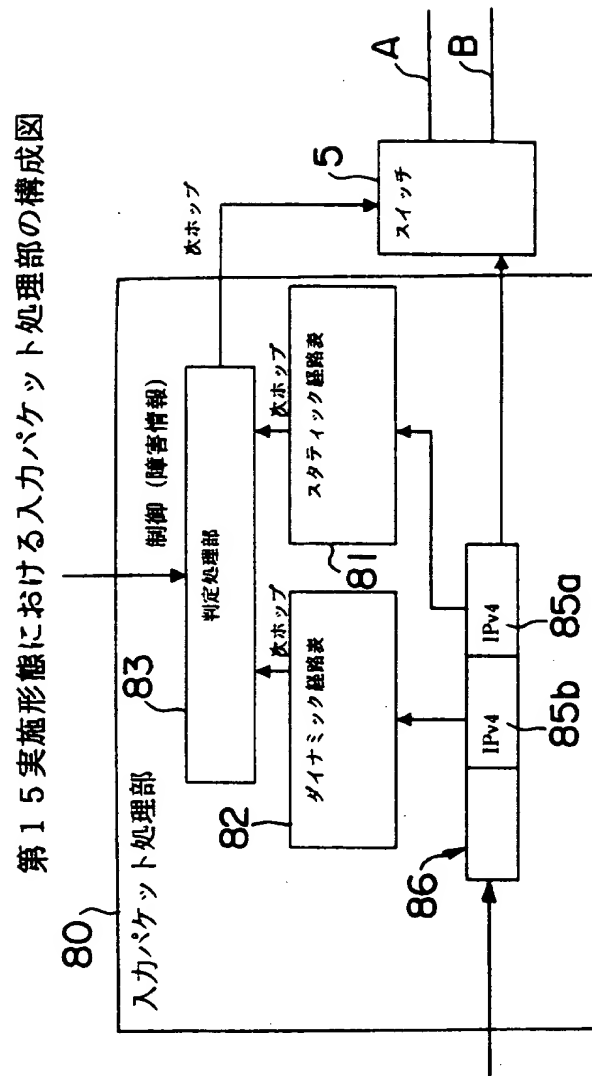 第15実施形態における入力パケット処理部の構成図
80
入力パケット処理部
制御(障害情報)
83
判定処理部
次ホップ
次ホップ
次ホップ
82
ダイナミック経路表
81
スタティック経路表
5
スイッチ
A
B
86
IPv4
IPv4
85b
85a